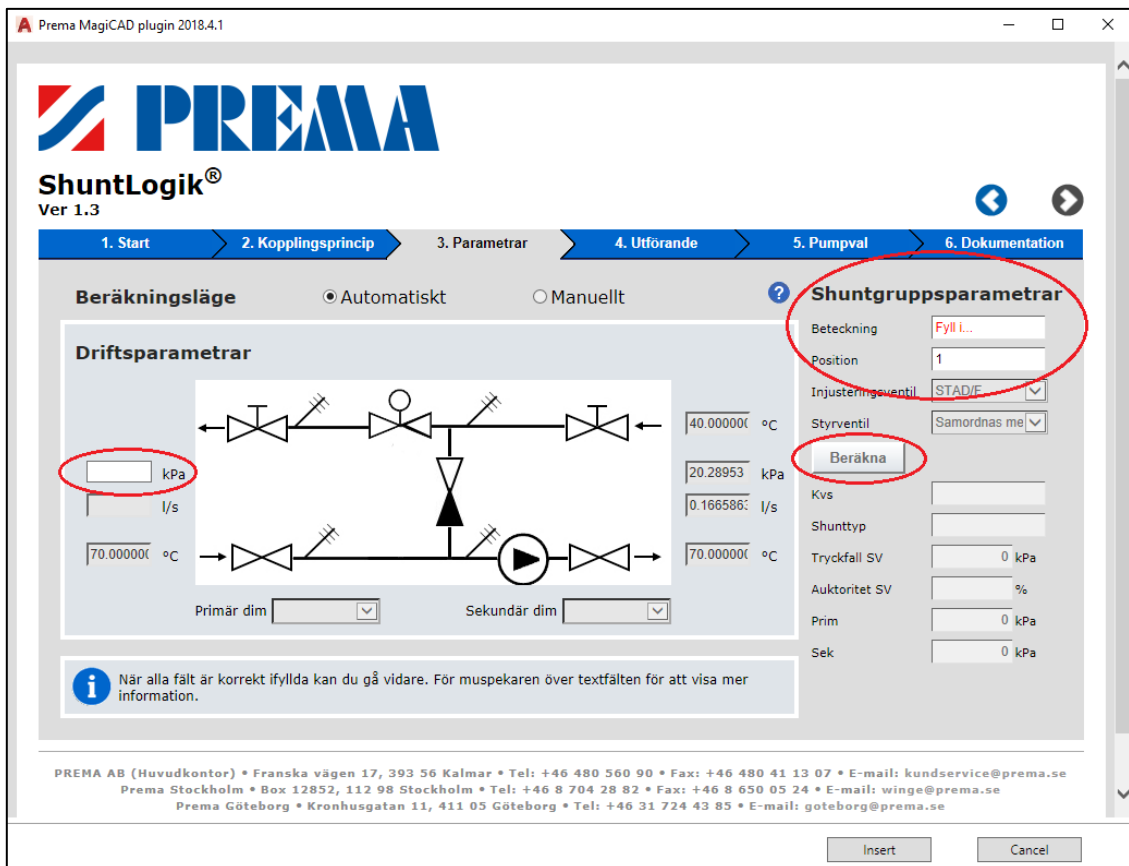 Prema MagiCAD plugin 2018.4.1
PREMA
ShuntLogik®
Ver 1.3
1. Start 2. Kopplingsprincip 3. Parametrar 4. Utförande 5. Pumpval 6. Dokumentation
Beräkningsläge Automatiskt Manuellt ?
Driftsparametrar
kPa
l/s
70.000000 °C
40.000000 °C
20.28953 kPa
0.1665863 l/s
70.000000 °C
Primär dim Sekundär dim
Shuntgruppsparametrar
Beteckning Fyll i...
Position 1
Injusteringsventil STAD/F
Styrventil Samordnas me
Beräkna
Kvs
Shunttyp
Tryckfall SV 0 kPa
Auktoritet SV %
Prim 0 kPa
Sek 0 kPa
i När alla fält är korrekt ifyllda kan du gå vidare. För muspekaren över textfälten för att visa mer
information.
PREMA AB (Huvudkontor) • Franska vägen 17, 393 56 Kalmar • Tel: +46 480 560 90 • Fax: +46 480 41 13 07 • E-mail: kundservice@prema.se
Prema Stockholm • Box 12852, 112 98 Stockholm • Tel: +46 8 704 28 82 • Fax: +46 8 650 05 24 • E-mail: winge@prema.se
Prema Göteborg • Kronhusgatan 11, 411 05 Göteborg • Tel: +46 31 724 43 85 • E-mail: goteborg@prema.se
Insert Cancel